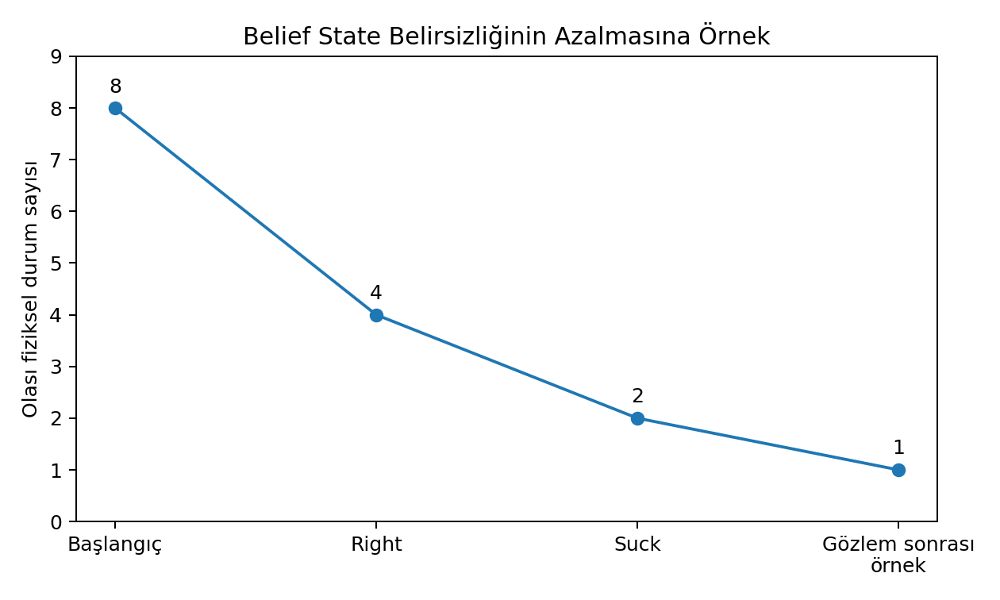 Belief State Belirsizliğinin Azalmasına Örnek
Olası fiziksel durum sayısı
9
8
7
6
5
4
3
2
1
0
8
4
2
1
Başlangıç
Right
Suck
Gözlem sonrası
örnek